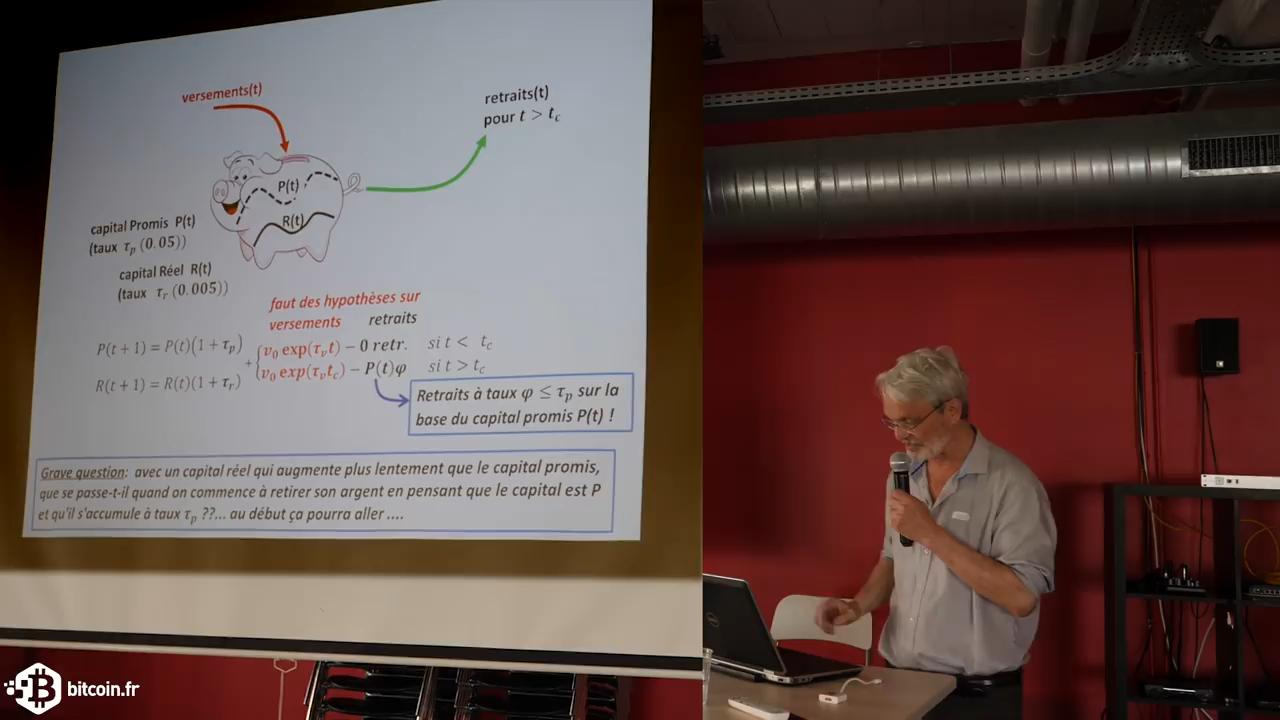 versements(t)
retraits(t)
pour t > t_c
P(t)
R(t)
capital Promis P(t)
(taux τ_p (0.05))
capital Réel R(t)
(taux τ_r (0.005))
faut des hypothèses sur
versements retraits
P(t + 1) = P(t)(1 + τ_p)
R(t + 1) = R(t)(1 + τ_r)
+ {
v_0 exp(τ_v t) − 0 retr. si t < t_c
v_0 exp(τ_v t_c) − P(t)φ si t > t_c
Retraits à taux φ ≤ τ_p sur la
base du capital promis P(t) !
Grave question: avec un capital réel qui augmente plus lentement que le capital promis,
que se passe-t-il quand on commence à retirer son argent en pensant que le capital est P
et qu'il s'accumule à taux τ_p ??... au début ça pourra aller ....
bitcoin.fr